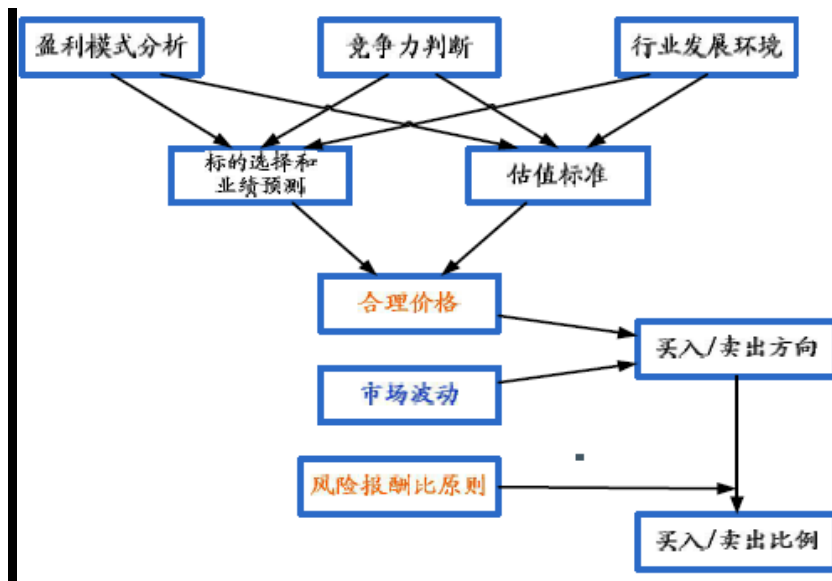 盈利模式分析
竞争力判断
行业发展环境
标的选择和
业绩预测
估值标准
合理价格
买入/卖出方向
市场波动
风险报酬比原则
买入/卖出比例